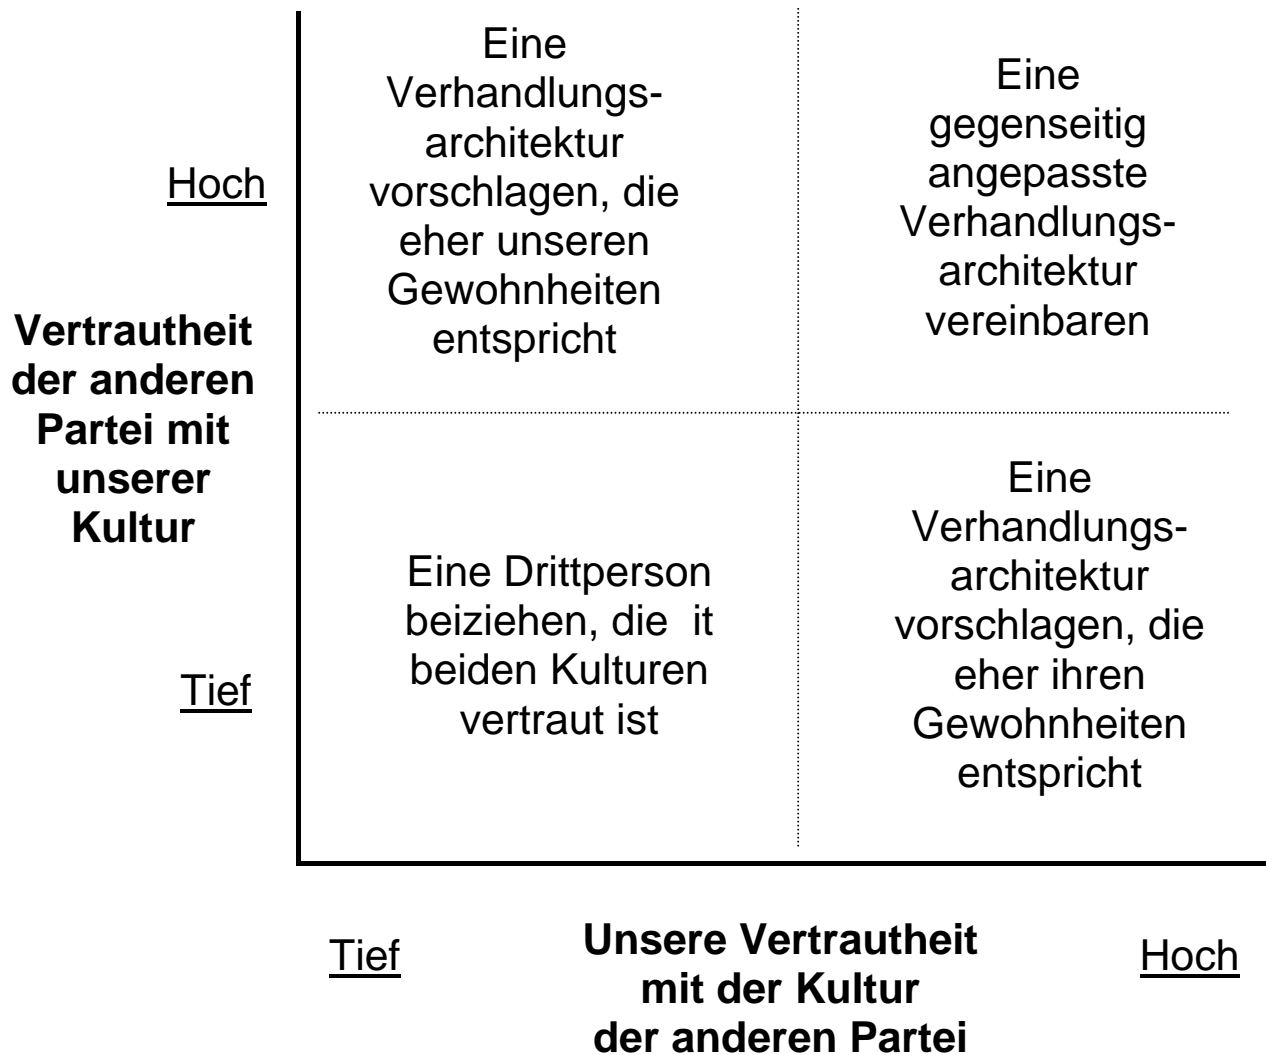 Eine
Verhandlungs-
architektur
vorschlagen, die
eher unseren
Gewohnheiten
entspricht
Eine
gegenseitig
angepasste
Verhandlungs-
architektur
vereinbaren
Hoch
Vertrautheit
der anderen
Partei mit
unserer
Kultur
Eine Drittperson
beiziehen, die  it
beiden Kulturen
vertraut ist
Eine
Verhandlungs-
architektur
vorschlagen, die
eher ihren
Gewohnheiten
entspricht
Tief
Tief
Unsere Vertrautheit
mit der Kultur
der anderen Partei
Hoch